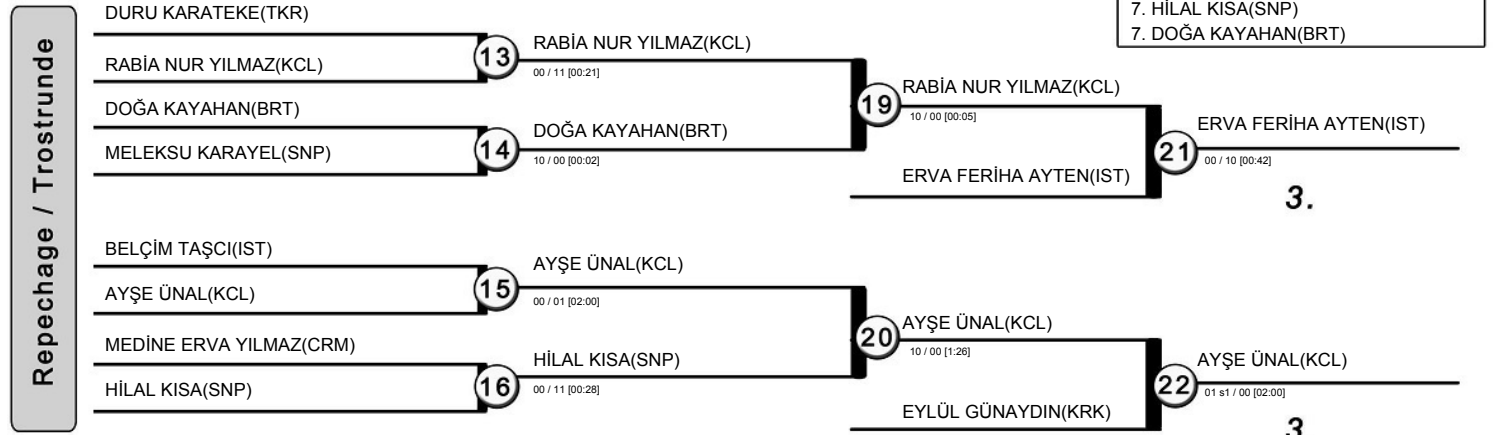 7. HİLAL KISA(SNP)
7. DOĞA KAYAHAN(BRT)
Repechage / Trostrunde
DURU KARATEKE(TKR)
RABİA NUR YILMAZ(KCL)
13
RABİA NUR YILMAZ(KCL)
00 / 11 [00:21]
DOĞA KAYAHAN(BRT)
MELEKSU KARAYEL(SNP)
14
DOĞA KAYAHAN(BRT)
10 / 00 [00:02]
19
RABİA NUR YILMAZ(KCL)
10 / 00 [00:05]
ERVA FERİHA AYTEN(IST)
21
ERVA FERİHA AYTEN(IST)
00 / 10 [00:42]
3.
BELÇİM TAŞCI(IST)
AYŞE ÜNAL(KCL)
15
AYŞE ÜNAL(KCL)
00 / 01 [02:00]
MEDİNE ERVA YILMAZ(CRM)
HİLAL KISA(SNP)
16
HİLAL KISA(SNP)
00 / 11 [00:28]
20
AYŞE ÜNAL(KCL)
10 / 00 [1:26]
EYLÜL GÜNAYDIN(KRK)
22
AYŞE ÜNAL(KCL)
01 s1 / 00 [02:00]
3